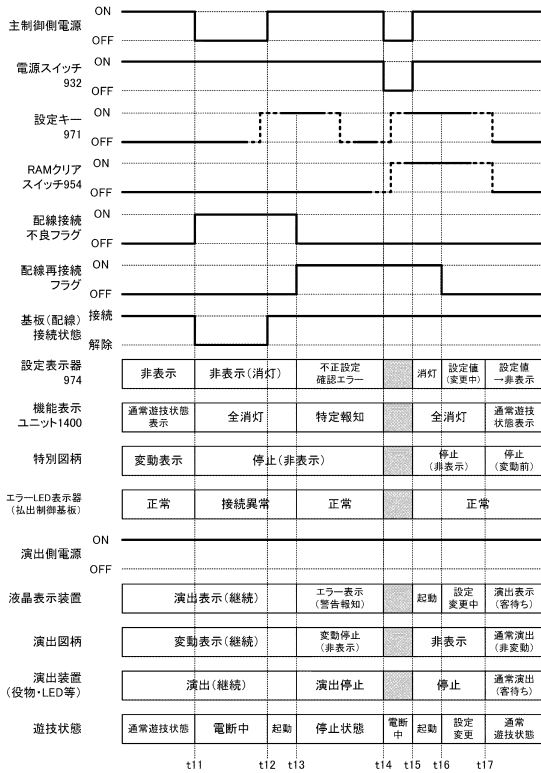 主制御側電源 ON
OFF
電源スイッチ ON
932 OFF
設定キー ON
971 OFF
RAMクリア ON
スイッチ954 OFF
配線接続 ON
不良フラグ OFF
配線再接続 ON
フラグ OFF
基板(配線) 接続
接続状態 解除
設定表示器
974
非表示 非表示(消灯) 不正設定
確認エラー 消灯 設定値
(変更中) 設定値
→非表示
機能表示
ユニット1400
通常遊技状態
表示 全消灯 特定報知 全消灯 通常遊技
状態表示
特別図柄 変動表示 停止(非表示) 停止
(非表示) 停止
(変動前)
エラーLED表示器
(払出制御基板)
正常 接続異常 正常 正常
演出側電源 ON
OFF
液晶表示装置 演出表示(継続) エラー表示
(警告報知) 起動 設定
変更中 演出表示
(客待ち)
演出図柄 変動表示(継続) 変動停止
(非表示) 非表示 通常演出
(非変動)
演出装置
(役物・LED等)
演出(継続) 演出停止 停止 通常演出
(客待ち)
遊技状態 通常遊技状態 電断中 起動 停止状態 電断
中 起動 設定
変更 通常
遊技状態
t11 t12 t13 t14 t15 t16 t17